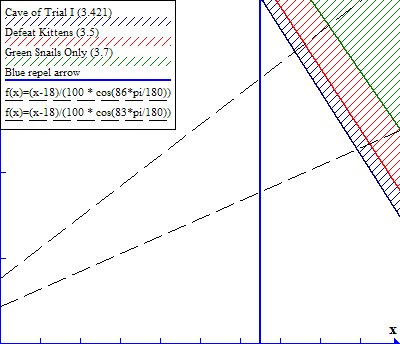 Cave of Trial I (3.421)
Defeat Kittens (3.5)
Green Snails Only (3.7)
Blue repel arrow
f(x)=(x-18)/(100 * cos(86*pi/180))
f(x)=(x-18)/(100 * cos(83*pi/180))
x